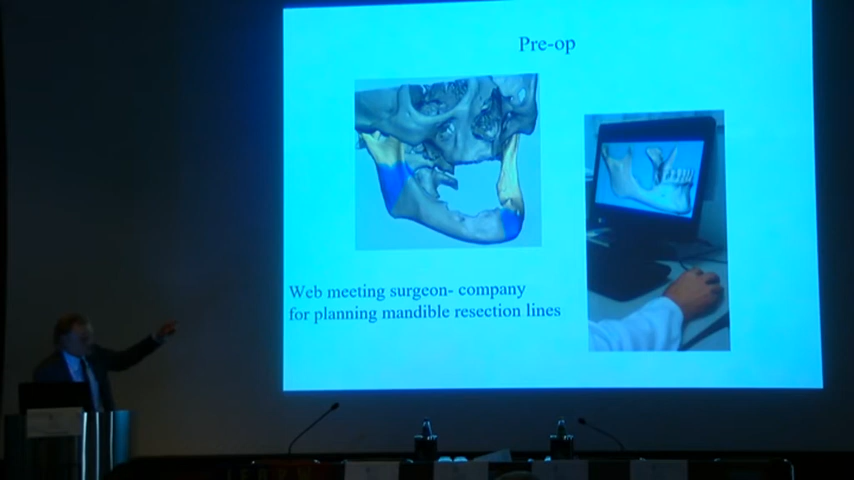 Pre-op
Web meeting surgeon- company
for planning mandible resection lines